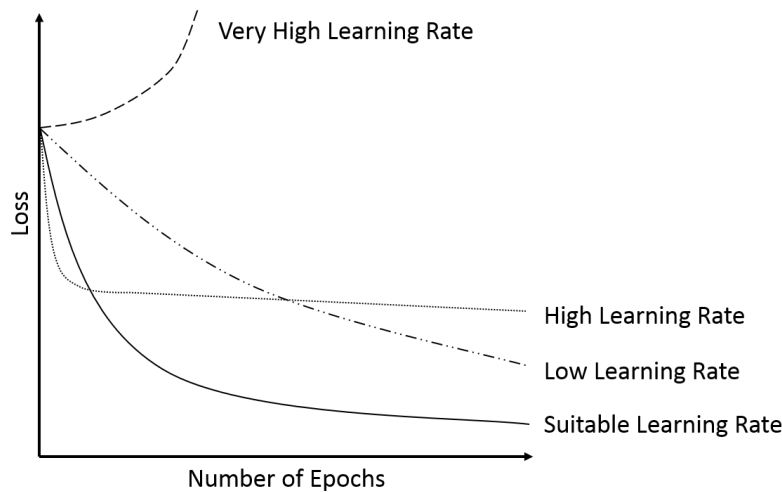 Very High Learning Rate
Loss
High Learning Rate
Low Learning Rate
Suitable Learning Rate
Number of Epochs